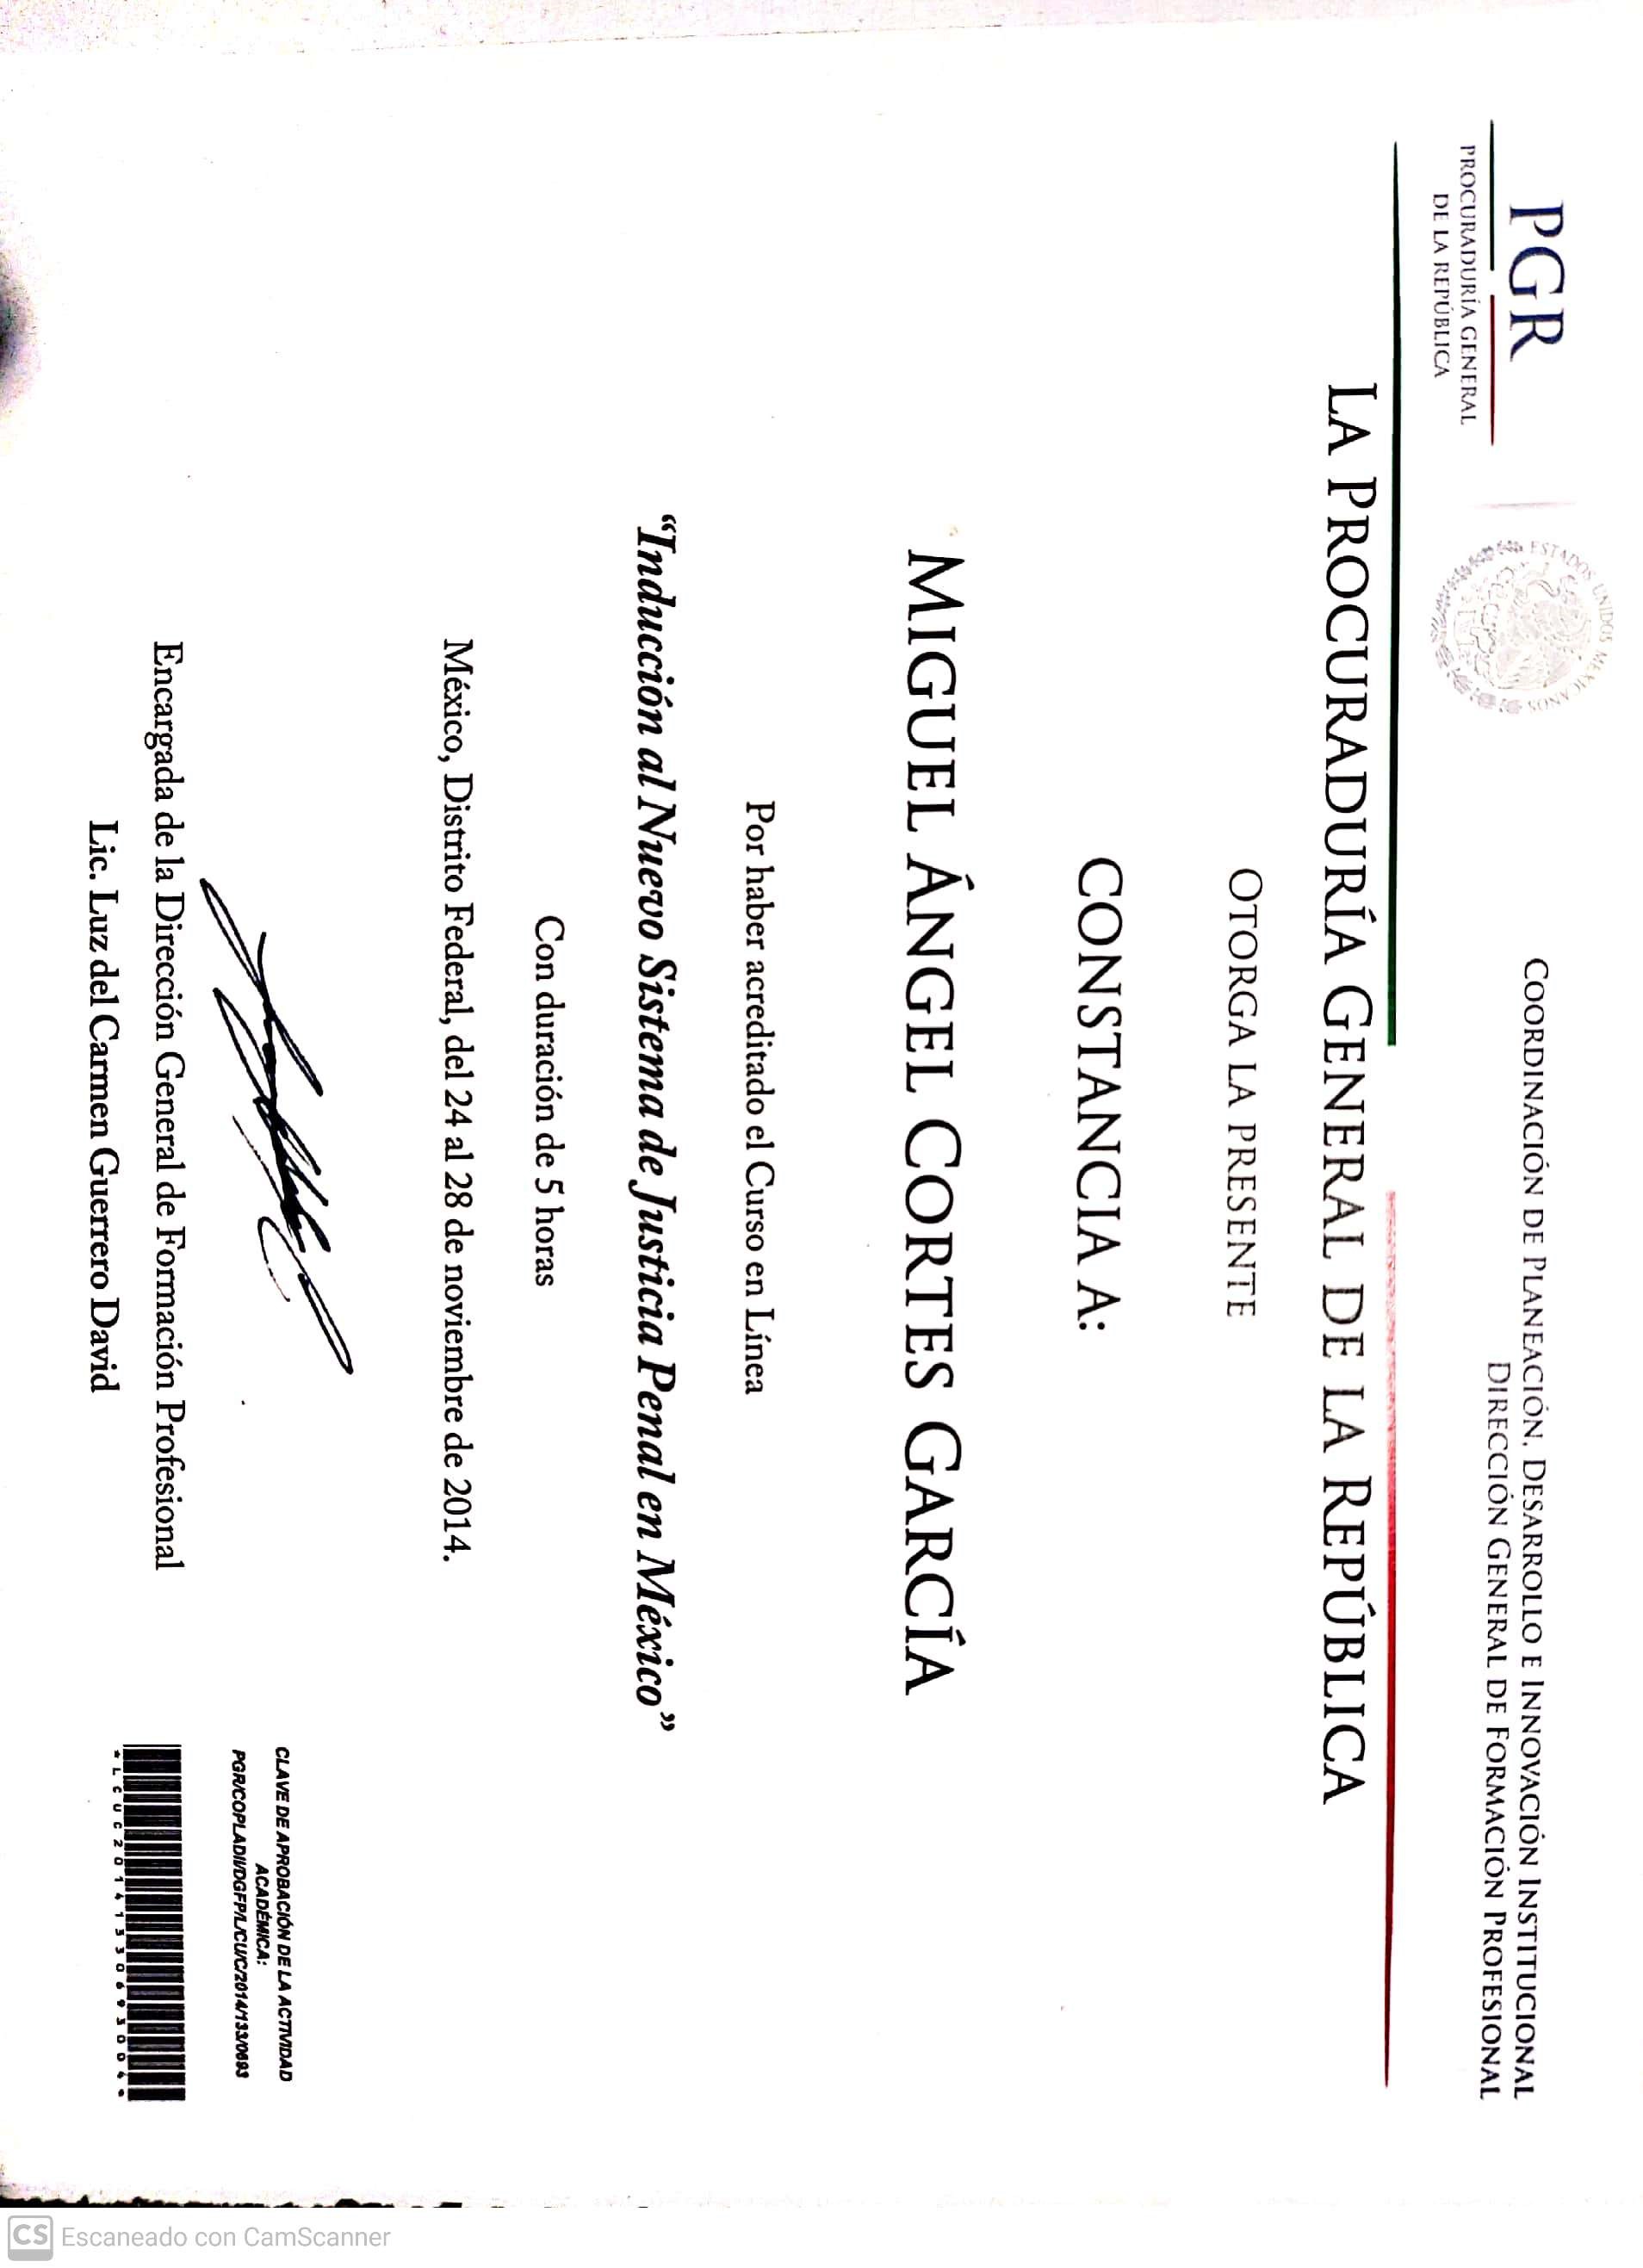 PGR
PROCURADURÍA GENERAL
DE LA REPÚBLICA
ESTADOS UNIDOS MEXICANOS
COORDINACIÓN DE PLANEACIÓN, DESARROLLO E INNOVACIÓN INSTITUCIONAL
DIRECCIÓN GENERAL DE FORMACIÓN PROFESIONAL
LA PROCURADURÍA GENERAL DE LA REPÚBLICA
OTORGA LA PRESENTE
CONSTANCIA A:
MIGUEL ÁNGEL CORTES GARCÍA
Por haber acreditado el Curso en Línea
“Inducción al Nuevo Sistema de Justicia Penal en México”
Con duración de 5 horas
México, Distrito Federal, del 24 al 28 de noviembre de 2014.
Encargada de la Dirección General de Formación Profesional
Lic. Luz del Carmen Guerrero David
CLAVE DE APROBACIÓN DE LA ACTIVIDAD
ACADÉMICA:
PGR/COPLADII/DGFP/L/CU/C/2014/133/0693
CS Escaneado con CamScanner